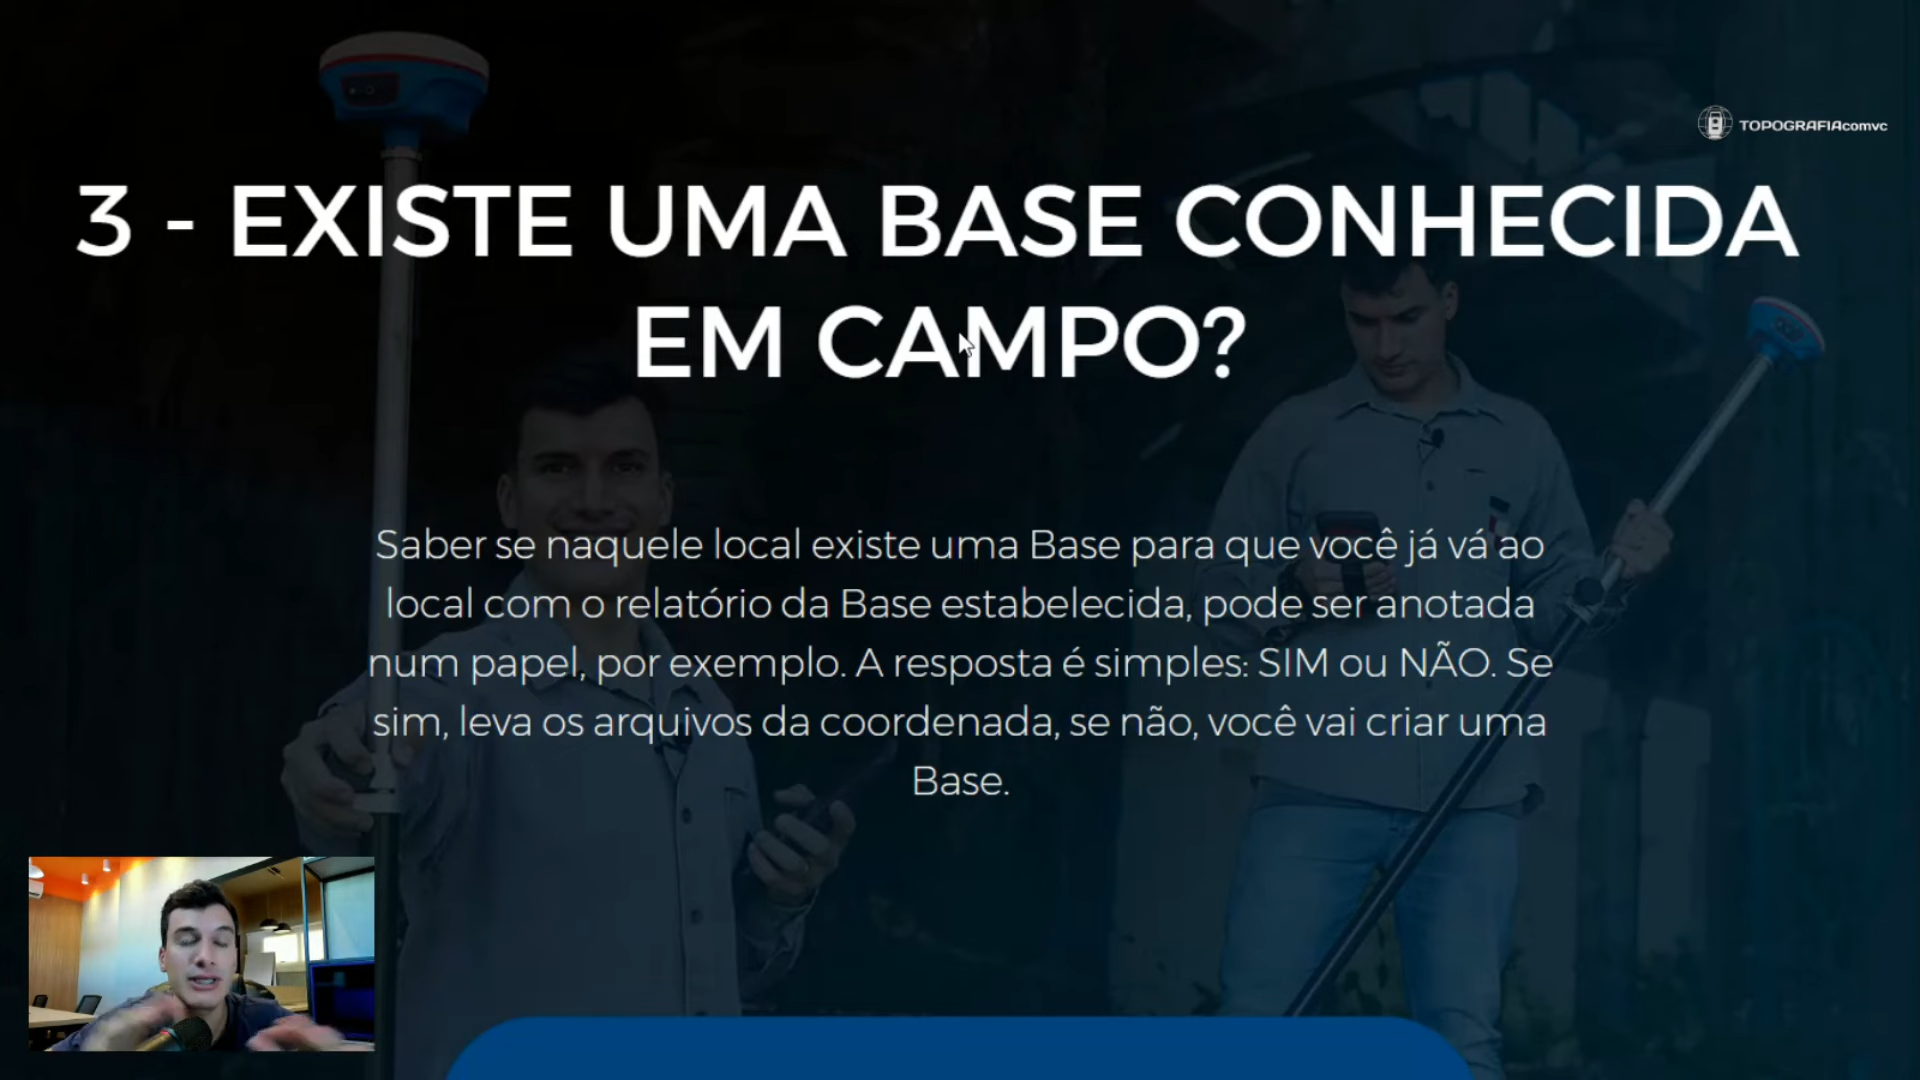 TOPOGRAFIAcomvc
3 - EXISTE UMA BASE CONHECIDA
EM CAMPO?
Saber se naquele local existe uma Base para que você já vá ao
local com o relatório da Base estabelecida, pode ser anotada
num papel, por exemplo. A resposta é simples: SIM ou NÃO. Se
sim, leva os arquivos da coordenada, se não, você vai criar uma
Base.